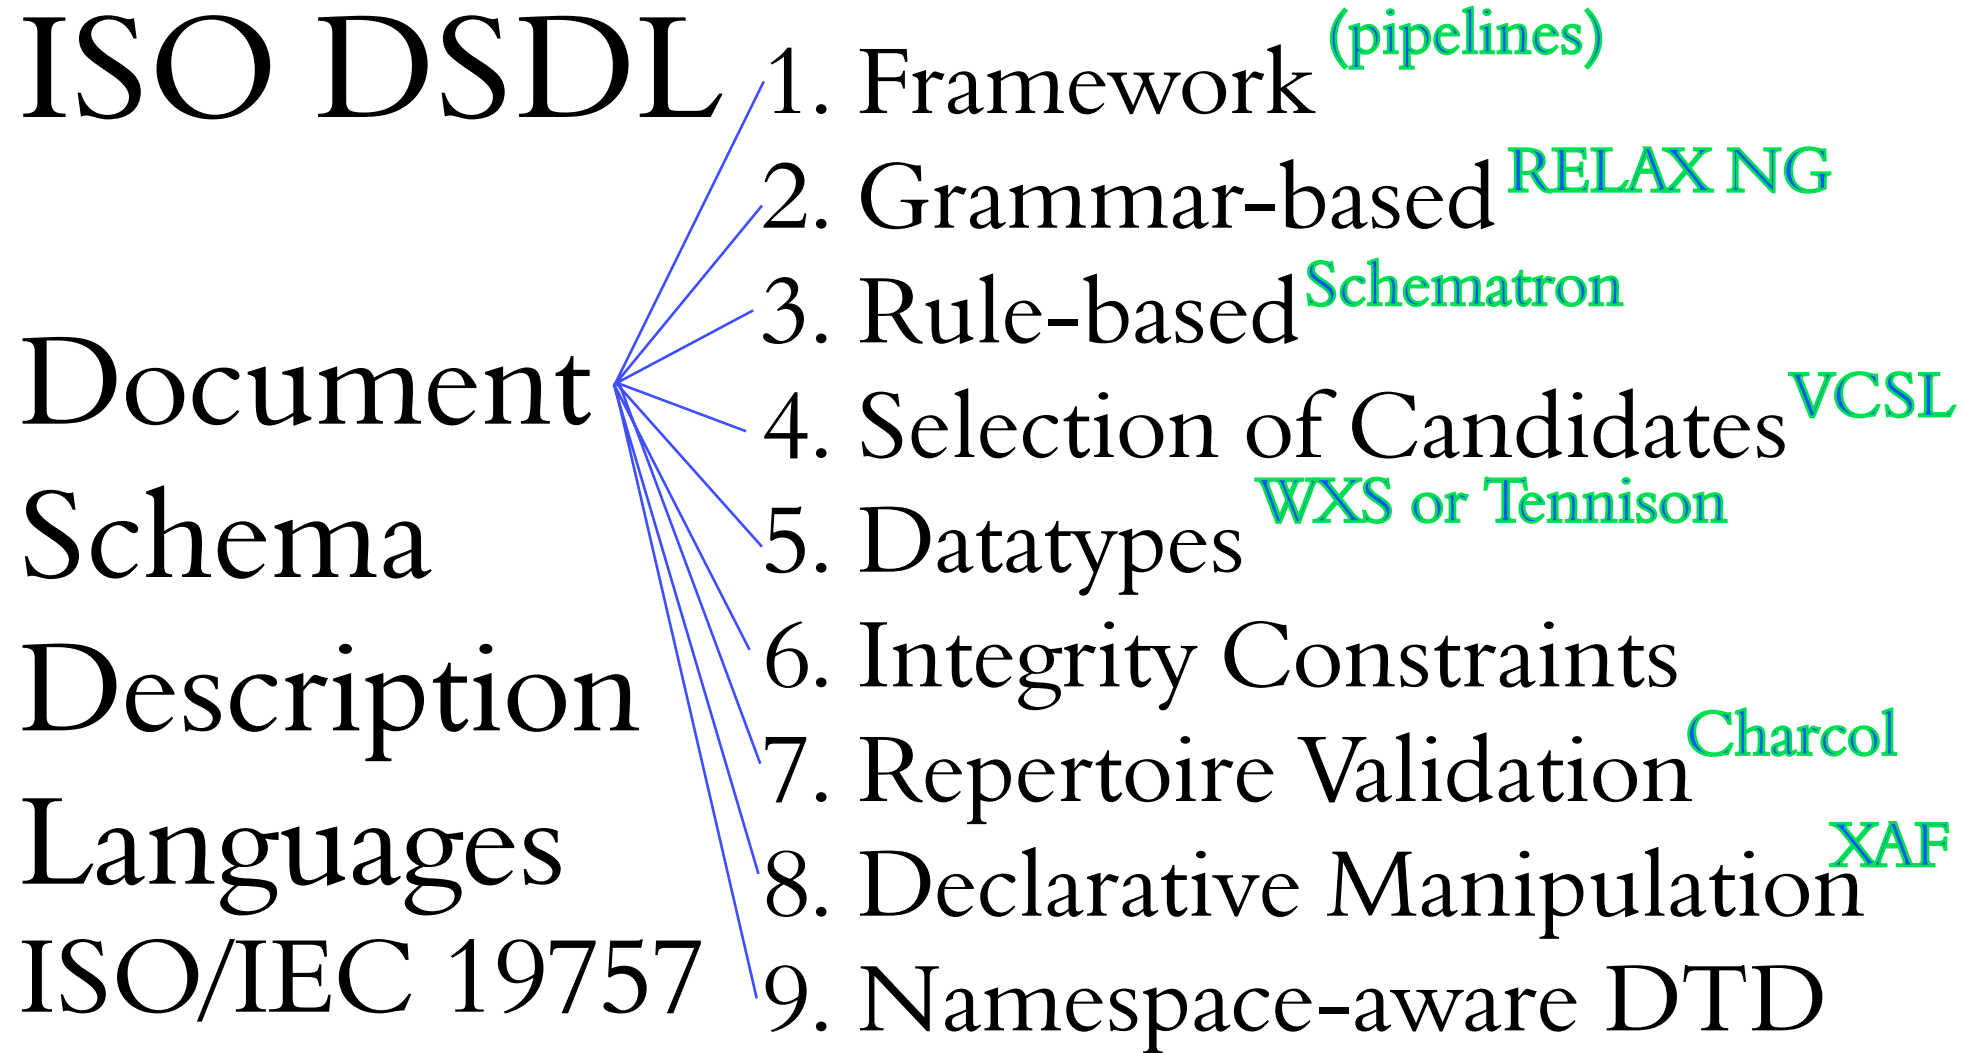 ISO DSDL
Document
Schema
Description
Languages
ISO/IEC 19757
1. Framework (pipelines)
2. Grammar-based RELAX NG
3. Rule-based Schematron
4. Selection of Candidates VCSL
5. Datatypes WXS or Tennison
6. Integrity Constraints
7. Repertoire Validation Charcol
8. Declarative Manipulation XAF
9. Namespace-aware DTD